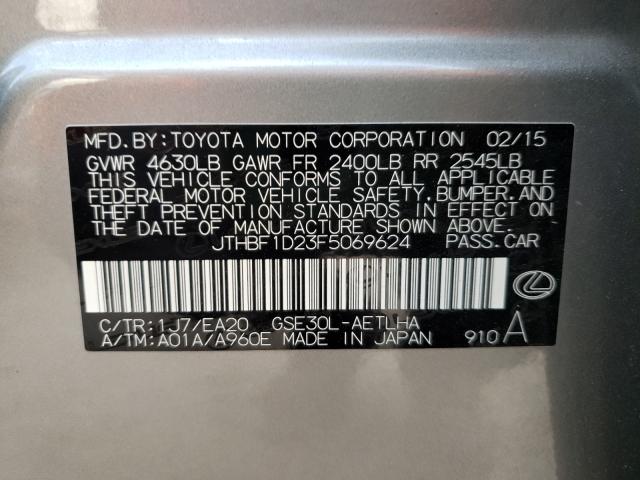 MFD. BY: TOYOTA MOTOR CORPORATION 02/15
GVWR 4630LB GAWR FR 2400LB RR 2545LB
THIS VEHICLE CONFORMS TO ALL APPLICABLE
FEDERAL MOTOR VEHICLE SAFETY, BUMPER, AND
THEFT PREVENTION STANDARDS IN EFFECT ON
THE DATE OF MANUFACTURE SHOWN ABOVE.
JTHBF1D23F5069624 PASS. CAR
C/TR: 1J7/EA20 GSE30L-AETLHA
A/TM: A01A/A960E MADE IN JAPAN 910 A